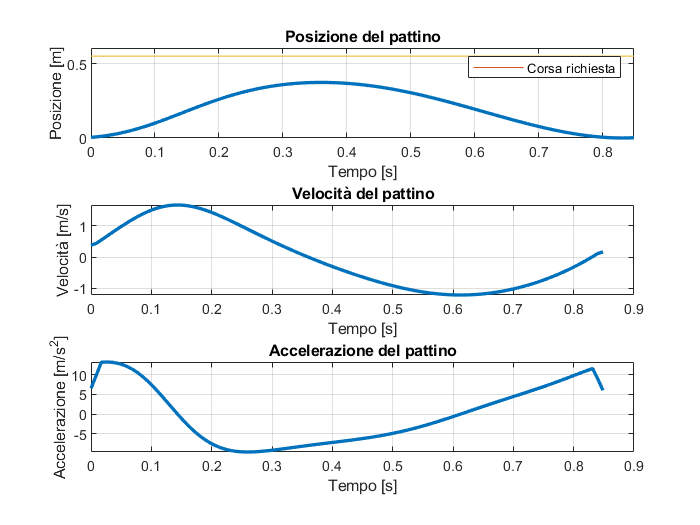 Posizione del pattino
Posizione [m]
0.5
0
Corsa richiesta
0 0.1 0.2 0.3 0.4 0.5 0.6 0.7 0.8
Tempo [s]
Velocità del pattino
Velocità [m/s]
1
0
-1
0 0.1 0.2 0.3 0.4 0.5 0.6 0.7 0.8 0.9
Tempo [s]
Accelerazione del pattino
Accelerazione [m/s²]
10
5
0
-5
0 0.1 0.2 0.3 0.4 0.5 0.6 0.7 0.8 0.9
Tempo [s]